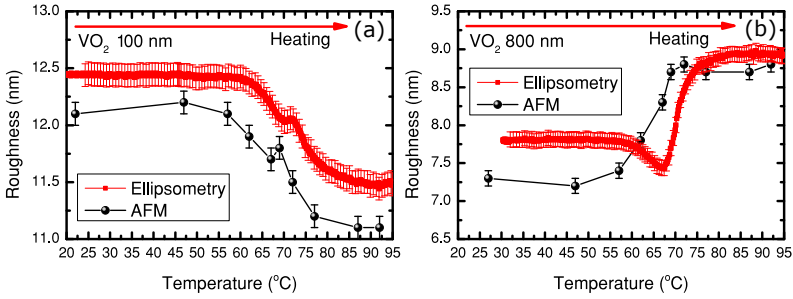 VO₂ 100 nm
Heating
(a)
Roughness (nm)
13.0
12.5
12.0
11.5
11.0
Ellipsometry
AFM
20 25 30 35 40 45 50 55 60 65 70 75 80 85 90 95
Temperature (°C)
VO₂ 800 nm
Heating
(b)
Roughness (nm)
9.5
9.0
8.5
8.0
7.5
7.0
6.5
Ellipsometry
AFM
20 25 30 35 40 45 50 55 60 65 70 75 80 85 90 95
Temperature (°C)